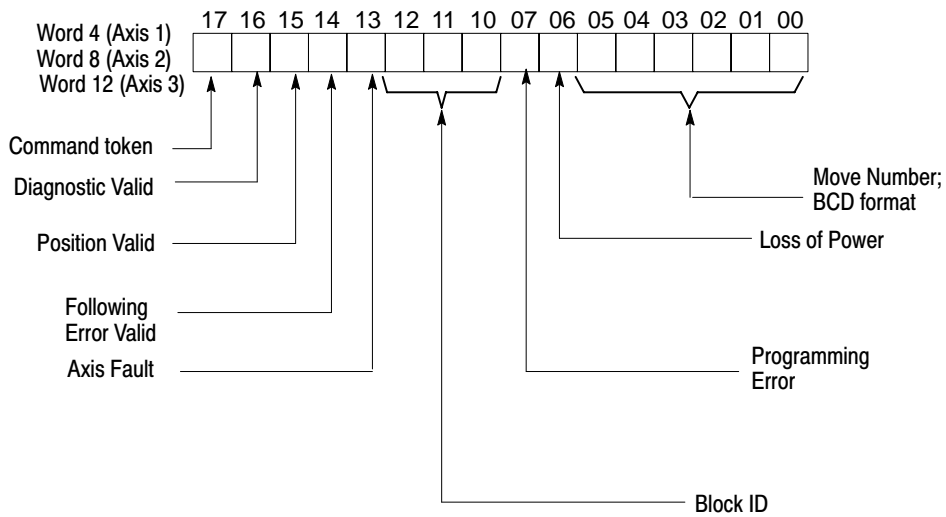 17 16 15 14 13 12 11 10 07 06 05 04 03 02 01 00
Word 4 (Axis 1)
Word 8 (Axis 2)
Word 12 (Axis 3)
Command token
Diagnostic Valid
Position Valid
Following
Error Valid
Axis Fault
Move Number;
BCD format
Loss of Power
Programming
Error
Block ID